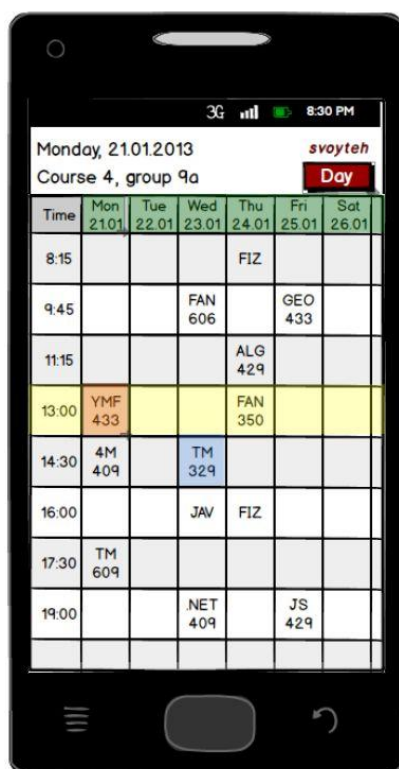 3G 8:30 PM
Monday, 21.01.2013 svoyteh
Course 4, group 9a Day
Time Mon Tue Wed Thu Fri Sat
21.01 22.01 23.01 24.01 25.01 26.01
8:15 FIZ
9:45 FAN GEO
606 433
11:15 ALG
429
13:00 YMF FAN
433 350
14:30 4M TM
409 329
16:00 JAV FIZ
17:30 TM
609
19:00 .NET JS
409 429